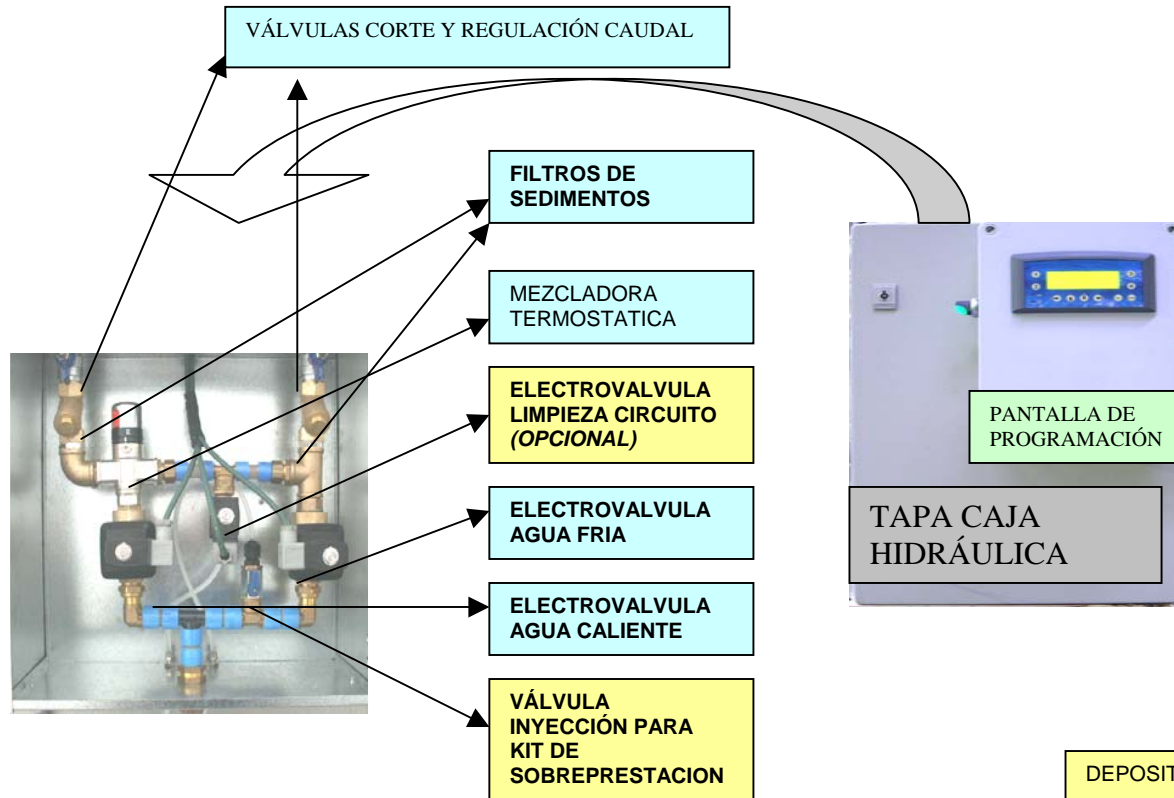 VÁLVULAS CORTE Y REGULACIÓN CAUDAL
FILTROS DE
SEDIMENTOS
MEZCLADORA
TERMOSTATICA
ELECTROVALVULA
LIMPIEZA CIRCUITO
(OPCIONAL)
PANTALLA DE
PROGRAMACIÓN
TAPA CAJA
HIDRÁULICA
ELECTROVALVULA
AGUA FRIA
ELECTROVALVULA
AGUA CALIENTE
VÁLVULA
INYECCIÓN PARA
KIT DE
SOBREPRESTACION
DEPOSIT